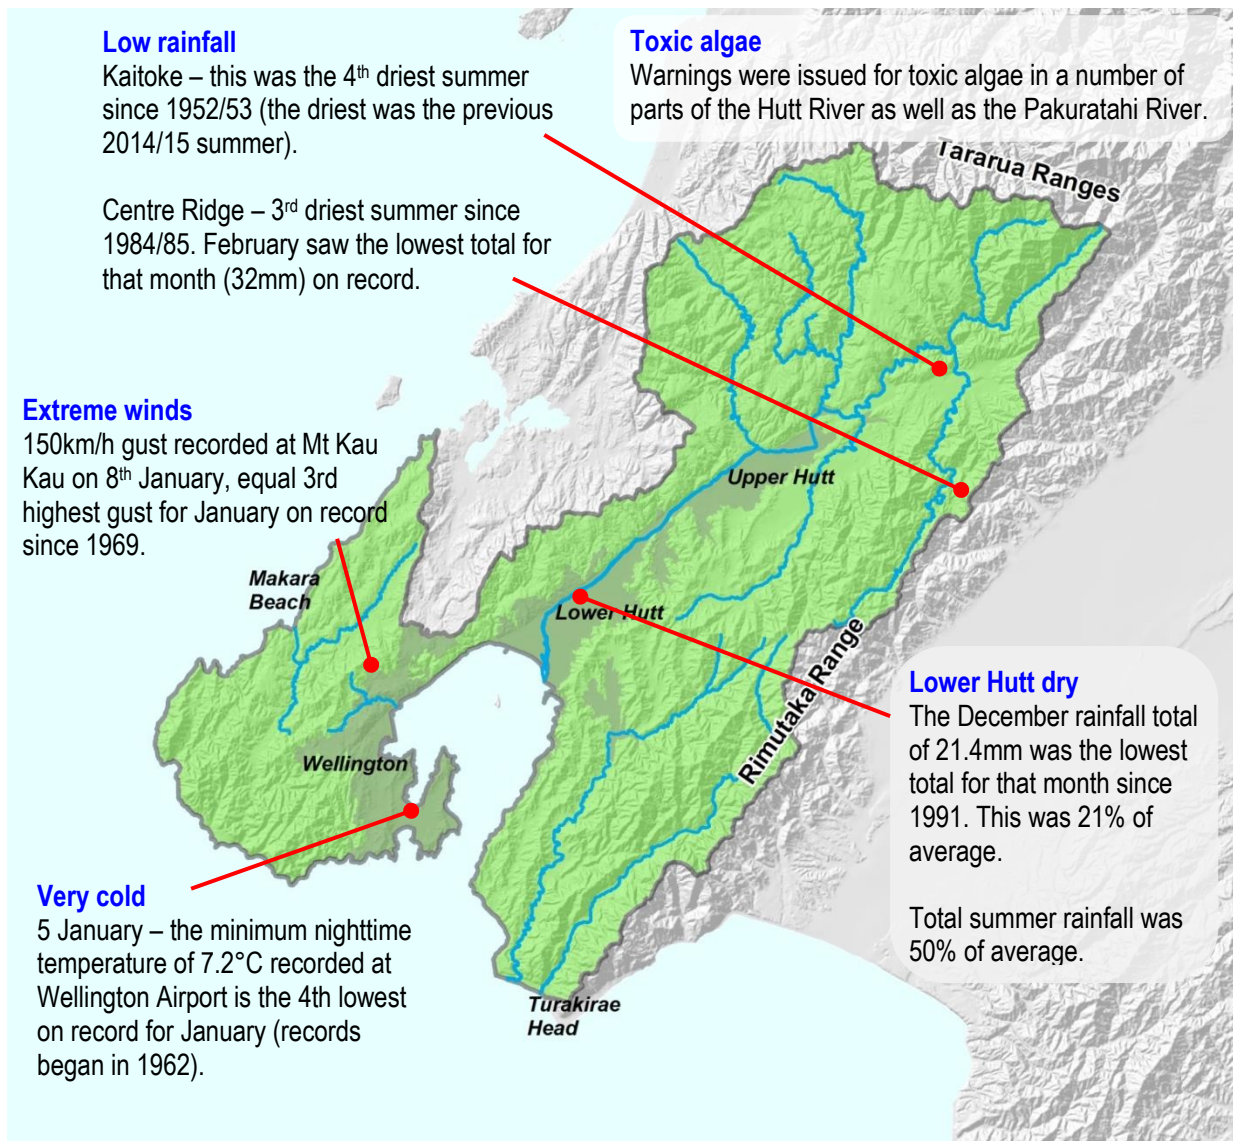 Low rainfall
Kaitoke – this was the 4th driest summer
since 1952/53 (the driest was the previous
2014/15 summer).
Centre Ridge – 3rd driest summer since
1984/85. February saw the lowest total for
that month (32mm) on record.
Toxic algae
Warnings were issued for toxic algae in a number of
parts of the Hutt River as well as the Pakuratahi River.
Tararua Ranges
Extreme winds
150km/h gust recorded at Mt Kau
Kau on 8th January, equal 3rd
highest gust for January on record
since 1969.
Upper Hutt
Makara
Beach
Lower Hutt
Rimutaka Range
Wellington
Lower Hutt dry
The December rainfall total
of 21.4mm was the lowest
total for that month since
1991. This was 21% of
average.
Total summer rainfall was
50% of average.
Very cold
5 January – the minimum nighttime
temperature of 7.2°C recorded at
Wellington Airport is the 4th lowest
on record for January (records
began in 1962).
Turakirae
Head